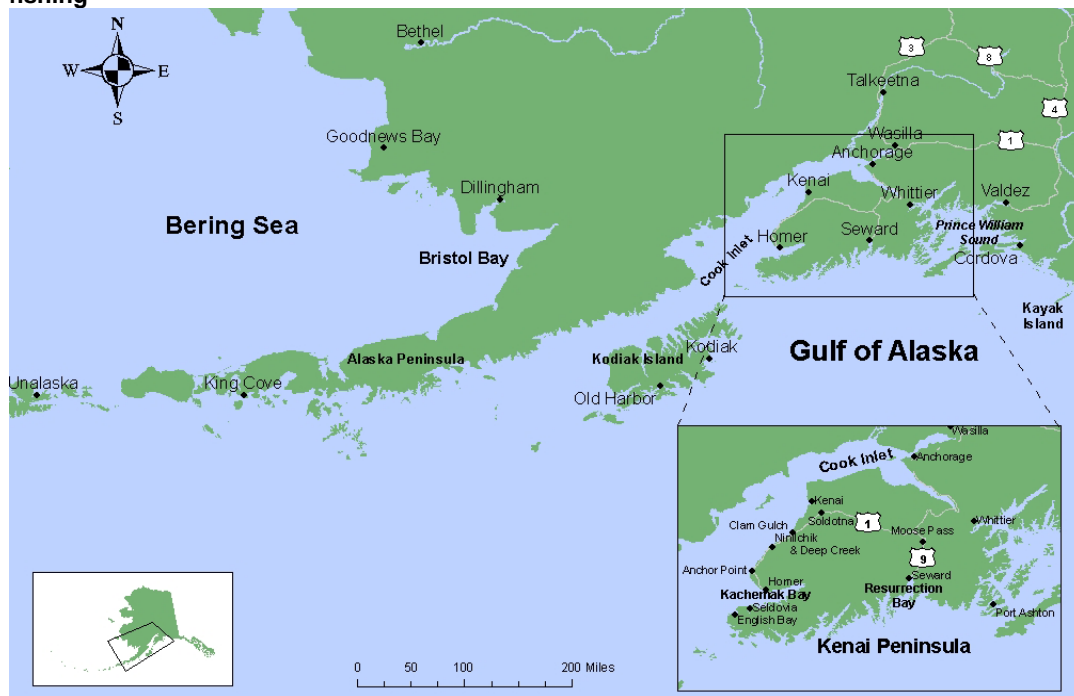 fishing
N
W E
S
Bethel
3
8
Talkeetna
4
Wasilla
1
Goodnews Bay
Anchorage
Kenai
Dillingham
Whittier
Valdez
Bering Sea
Homer
Seward
Prince William
Sound
Cordova
Bristol Bay
Cook Inlet
Kayak
Island
Gulf of Alaska
Alaska Peninsula
Kodiak Island
Kodiak
Unalaska
King Cove
Old Harbor
Wasilla
Cook Inlet
Anchorage
Kenai
Soldotna
1
Whittier
Clam Gulch
Ninilchik
& Deep Creek
Moose Pass
9
Anchor Point
Homer
Seward
Kachemak Bay
Resurrection
Bay
Seldovia
Port Ashton
English Bay
Kenai Peninsula
0 50 100 200 Miles